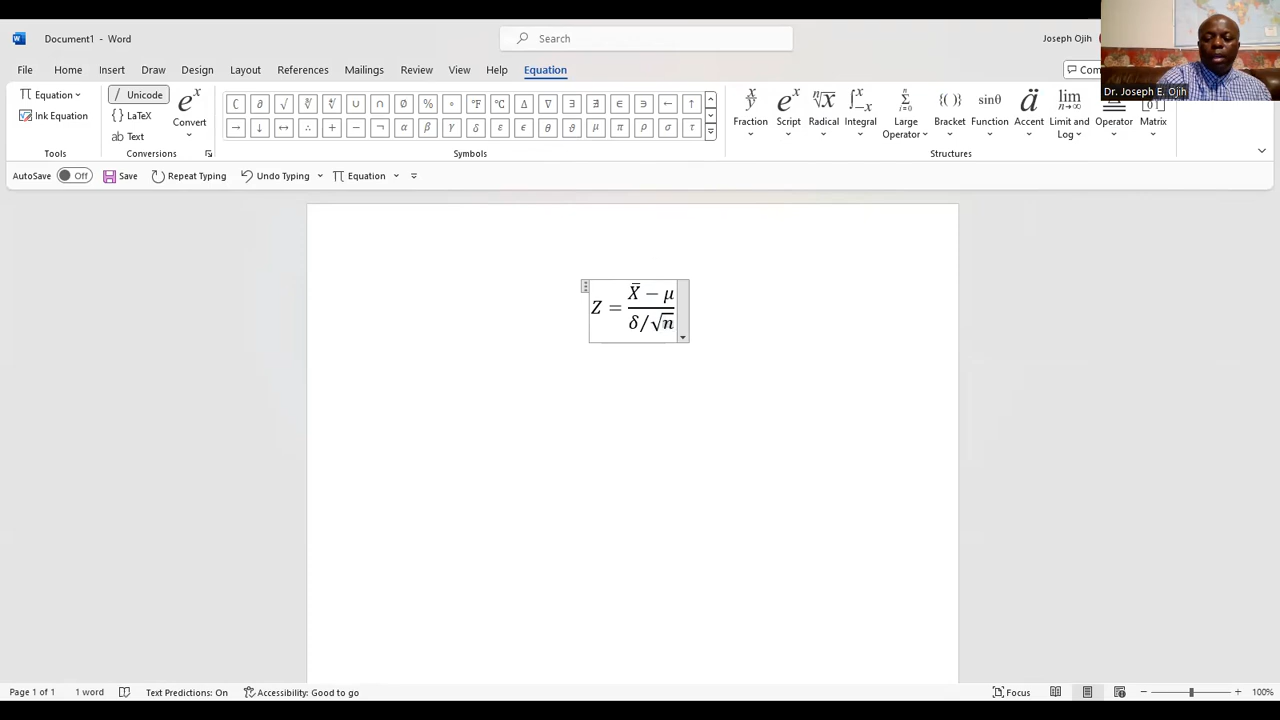 Document1 - Word
Search
Joseph Ojih
File Home Insert Draw Design Layout References Mailings Review View Help Equation
Dr. Joseph E. Ojih
π Equation
Ink Equation
Tools
/ Unicode
{} LaTeX
ab Text
eˣ
Convert
Conversions
∁ ∂ √ ∛ ∜ ∪ ∩ ∅ % ° °F °C ∆ ∇ ∃ ∄ ∈ ∋ ← ↑
→ ↓ ↔ ∴ + − ¬ α β γ δ ε ϵ θ ϑ μ π ρ σ τ
Symbols
Fraction Script Radical Integral Large Operator Bracket Function Accent Limit and Log Operator Matrix
Structures
AutoSave Off Save Repeat Typing Undo Typing π Equation
Z = (X̄ − μ)/(δ/√n)
Page 1 of 1 1 word Text Predictions: On Accessibility: Good to go Focus 100%